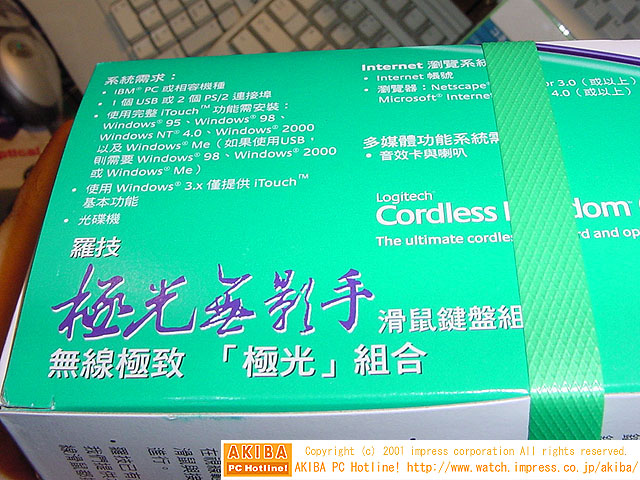 系統需求：
• IBM® PC 或相容機種
• 1 個 USB 或 2 個 PS/2 連接埠
• 使用完整 iTouch™ 功能需安裝：
Windows® 95、Windows® 98、
Windows NT® 4.0、Windows® 2000
以及 Windows® Me（如果使用USB，
則需要 Windows® 98、Windows® 2000
或 Windows® Me）
• 使用 Windows® 3.x 僅提供 iTouch™
基本功能
• 光碟機
Internet 瀏覽系統
• Internet 帳號
• 瀏覽器：Netscape® or 3.0（或以上）
Microsoft® Internet 4.0（或以上）
多媒體功能系統需
• 音效卡與喇叭
Logitech
Cordless dom
The ultimate cordles rd and op
羅技
極光無影手 滑鼠鍵盤組
無線極致 「極光」組合
AKIBA
PC Hotline!
Copyright (c) 2001 impress corporation All rights reserved.
AKIBA PC Hotline! http://www.watch.impress.co.jp/akiba/